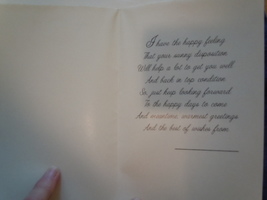 I have the happy feeling
That your sunny disposition
Will help a lot to get you well
And back in top condition
So just keep looking forward
To the happy days to come
And meantime warmest greetings
And the best of wishes from